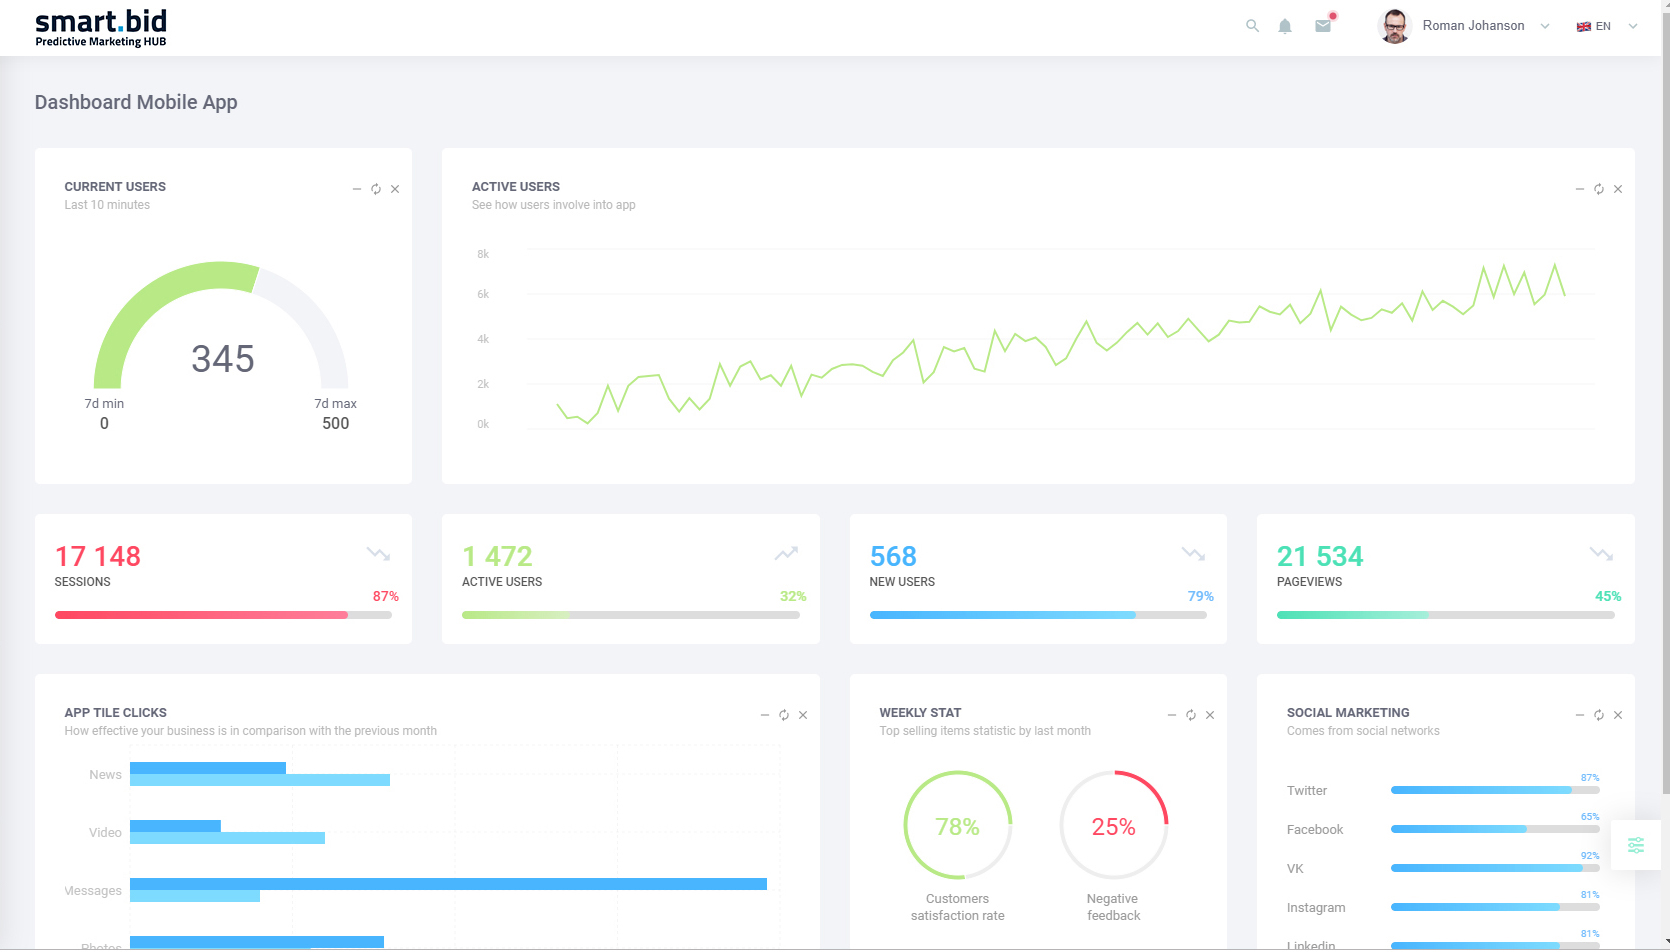 smart.bid
Predictive Marketing HUB
Roman Johanson
EN
Dashboard Mobile App
CURRENT USERS
Last 10 minutes
345
7d min
0
7d max
500
ACTIVE USERS
See how users involve into app
8k
6k
4k
2k
0k
17 148
SESSIONS
87%
1 472
ACTIVE USERS
32%
568
NEW USERS
79%
21 534
PAGEVIEWS
45%
APP TILE CLICKS
How effective your business is in comparison with the previous month
News
Video
Messages
Photos
WEEKLY STAT
Top selling items statistic by last month
78%
Customers
satisfaction rate
25%
Negative
feedback
SOCIAL MARKETING
Comes from social networks
Twitter
87%
Facebook
65%
VK
92%
Instagram
81%
Linkedin
81%